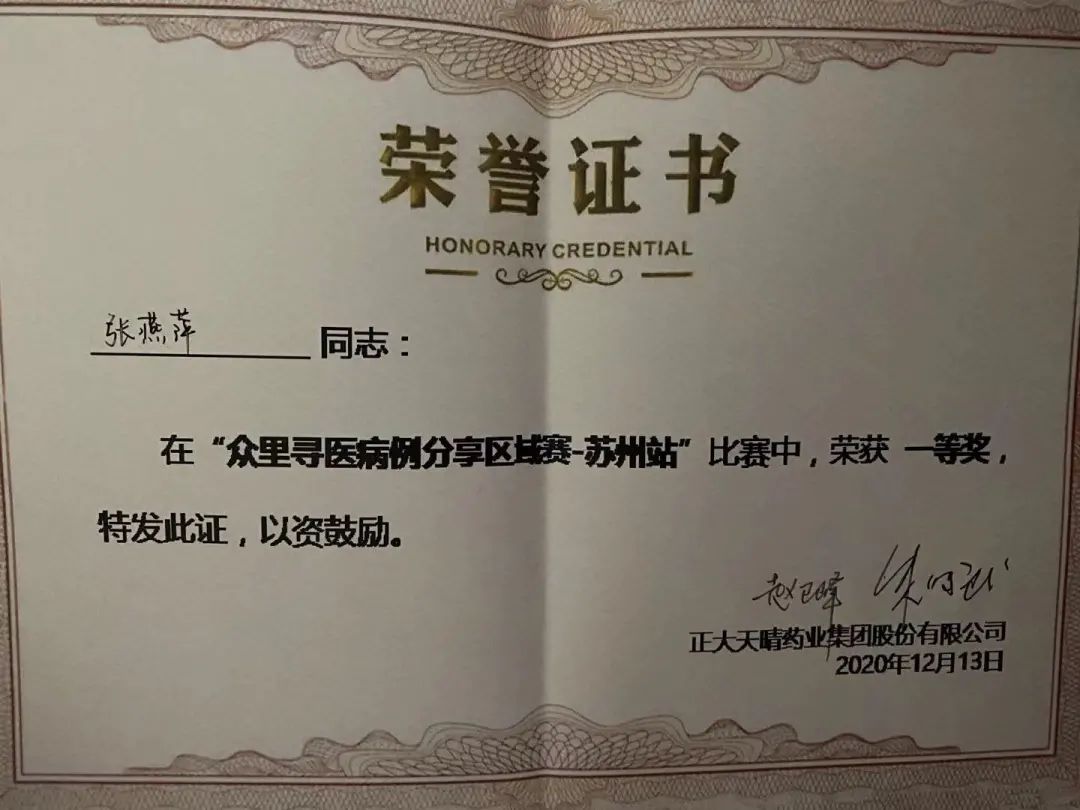 荣誉证书
HONORARY CREDENTIAL
张燕萍 同志：
在“众里寻医病例分享区域赛-苏州站”比赛中，荣获 一等奖，
特发此证，以资鼓励。
正大天晴药业集团股份有限公司
2020年12月13日